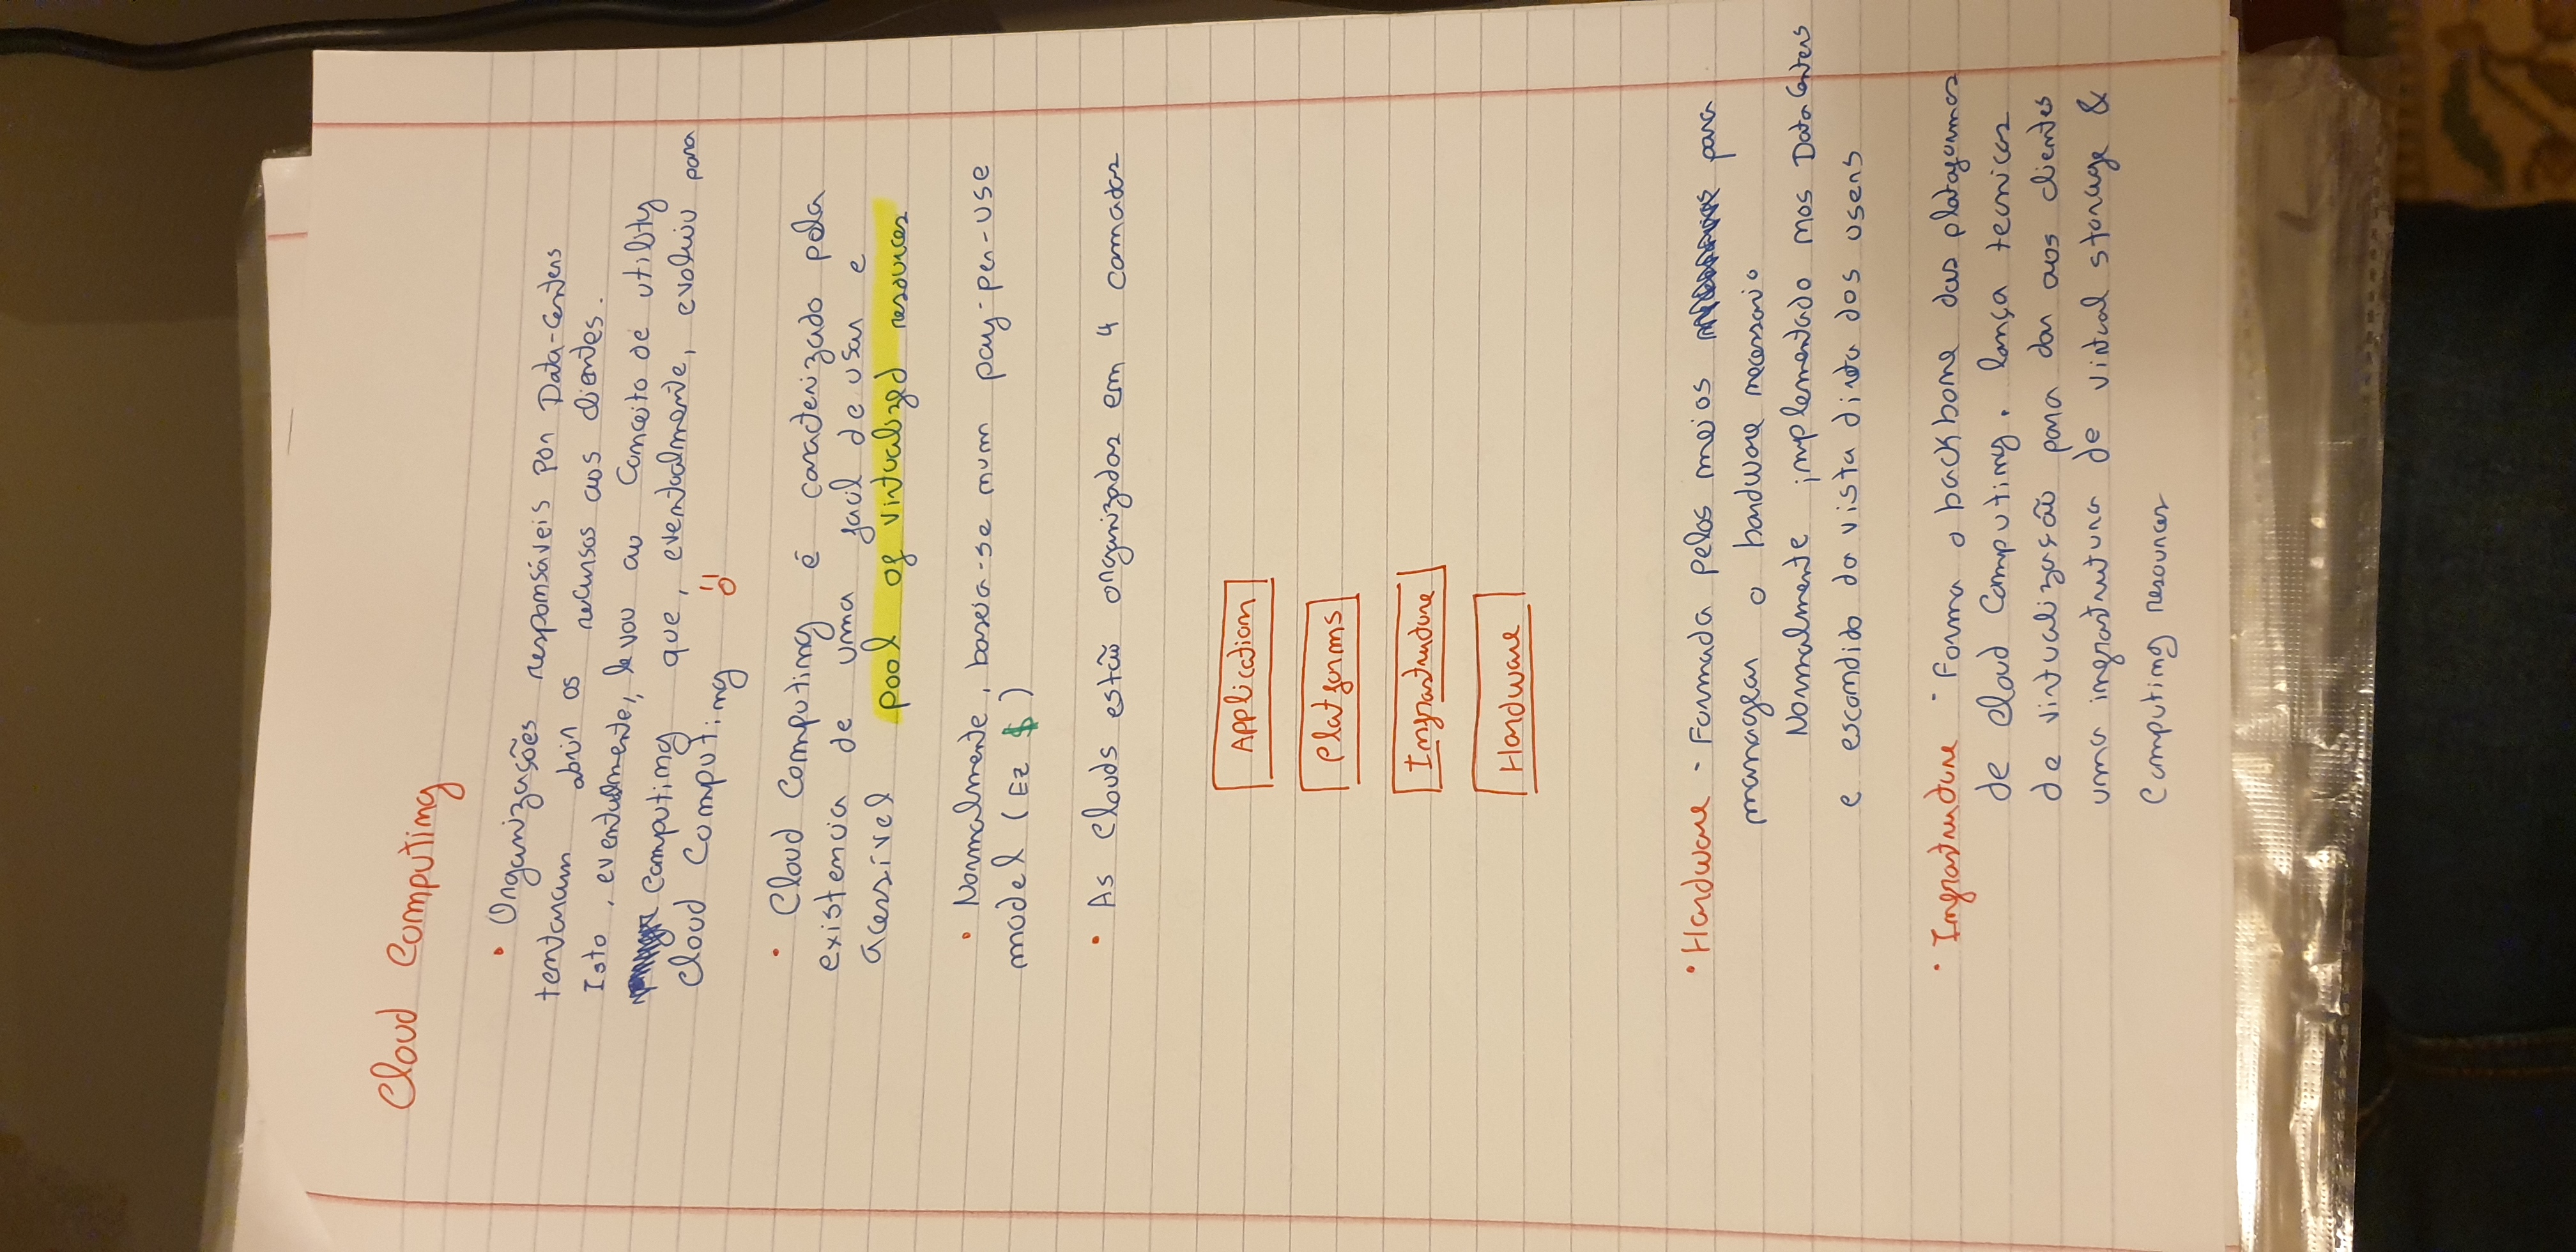 Cloud Computing
• Organizações responsáveis por Data-Centers
tentaram abrir os recursos aos clientes.
Isto, eventualmente, levou ao conceito de utility
computing que, eventualmente, evoluiu para
Cloud Computing
• Cloud Computing é caracterizado pela
existencia de uma facil de usar e
acessível pool of virtualized resources
• Normalmente, baseia-se num pay-per-use
model (Ez $)
• As Clouds estão organizadas em 4 camadas
Application
Platforms
Infrastructure
Hardware
• Hardware - Formada pelos meios para
managear o hardware necessario
Normalmente implementado nos Data Centers
e escondido da vista direta dos users
• Infrastructure - Forma o backbone das plataformas
de Cloud Computing. lança tecnicas
de virtualização para dar aos clientes
uma infrastrutura de virtual storage &
Computing resources